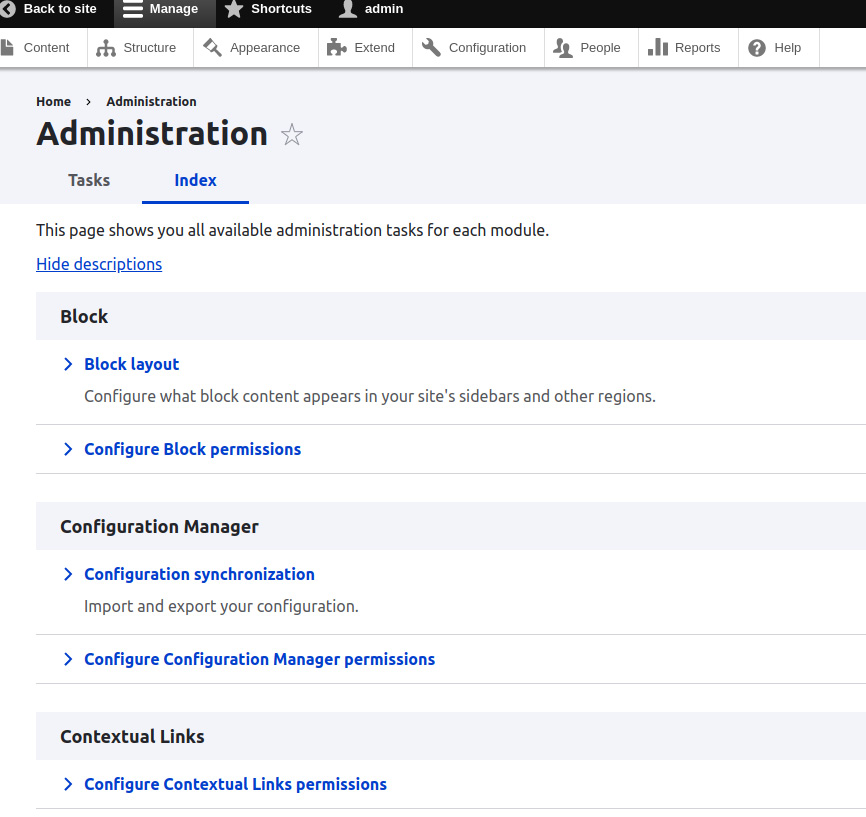 Back to site Manage Shortcuts admin
Content Structure Appearance Extend Configuration People Reports Help
Home › Administration
Administration
Tasks Index
This page shows you all available administration tasks for each module.
Hide descriptions
Block
Block layout
Configure what block content appears in your site's sidebars and other regions.
Configure Block permissions
Configuration Manager
Configuration synchronization
Import and export your configuration.
Configure Configuration Manager permissions
Contextual Links
Configure Contextual Links permissions